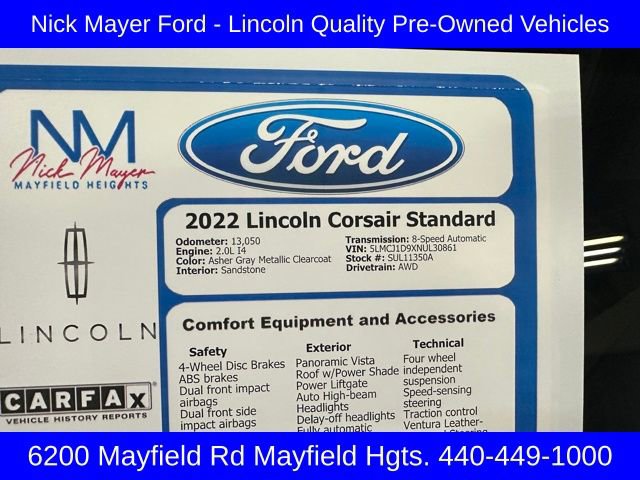 Nick Mayer Ford - Lincoln Quality Pre-Owned Vehicles
NM
Nick Mayer
MAYFIELD HEIGHTS
Ford
2022 Lincoln Corsair Standard
Odometer: 13,050
Engine: 2.0L I4
Color: Asher Gray Metallic Clearcoat
Interior: Sandstone
Transmission: 8-Speed Automatic
VIN: 5LMCJ1D9XNUL30861
Stock #: SUL11350A
Drivetrain: AWD
LINCOLN
CARFAX
VEHICLE HISTORY REPORTS
Comfort Equipment and Accessories
Safety
4-Wheel Disc Brakes
ABS brakes
Dual front impact
airbags
Dual front side
impact airbags
Exterior
Panoramic Vista
Roof w/Power Shade
Power Liftgate
Auto High-beam
Headlights
Delay-off headlights
Fully automatic
Technical
Four wheel
independent
suspension
Speed-sensing
steering
Traction control
Ventura Leather-
6200 Mayfield Rd Mayfield Hgts. 440-449-1000